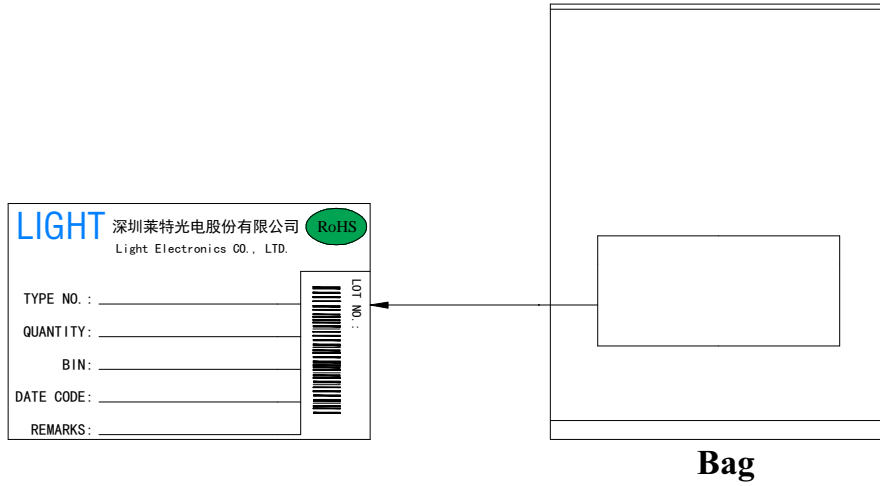 LIGHT 深圳莱特光电股份有限公司 RoHS
Light Electronics CO., LTD.
LOT NO.:
TYPE NO.:
QUANTITY:
BIN:
DATE CODE:
REMARKS:
Bag